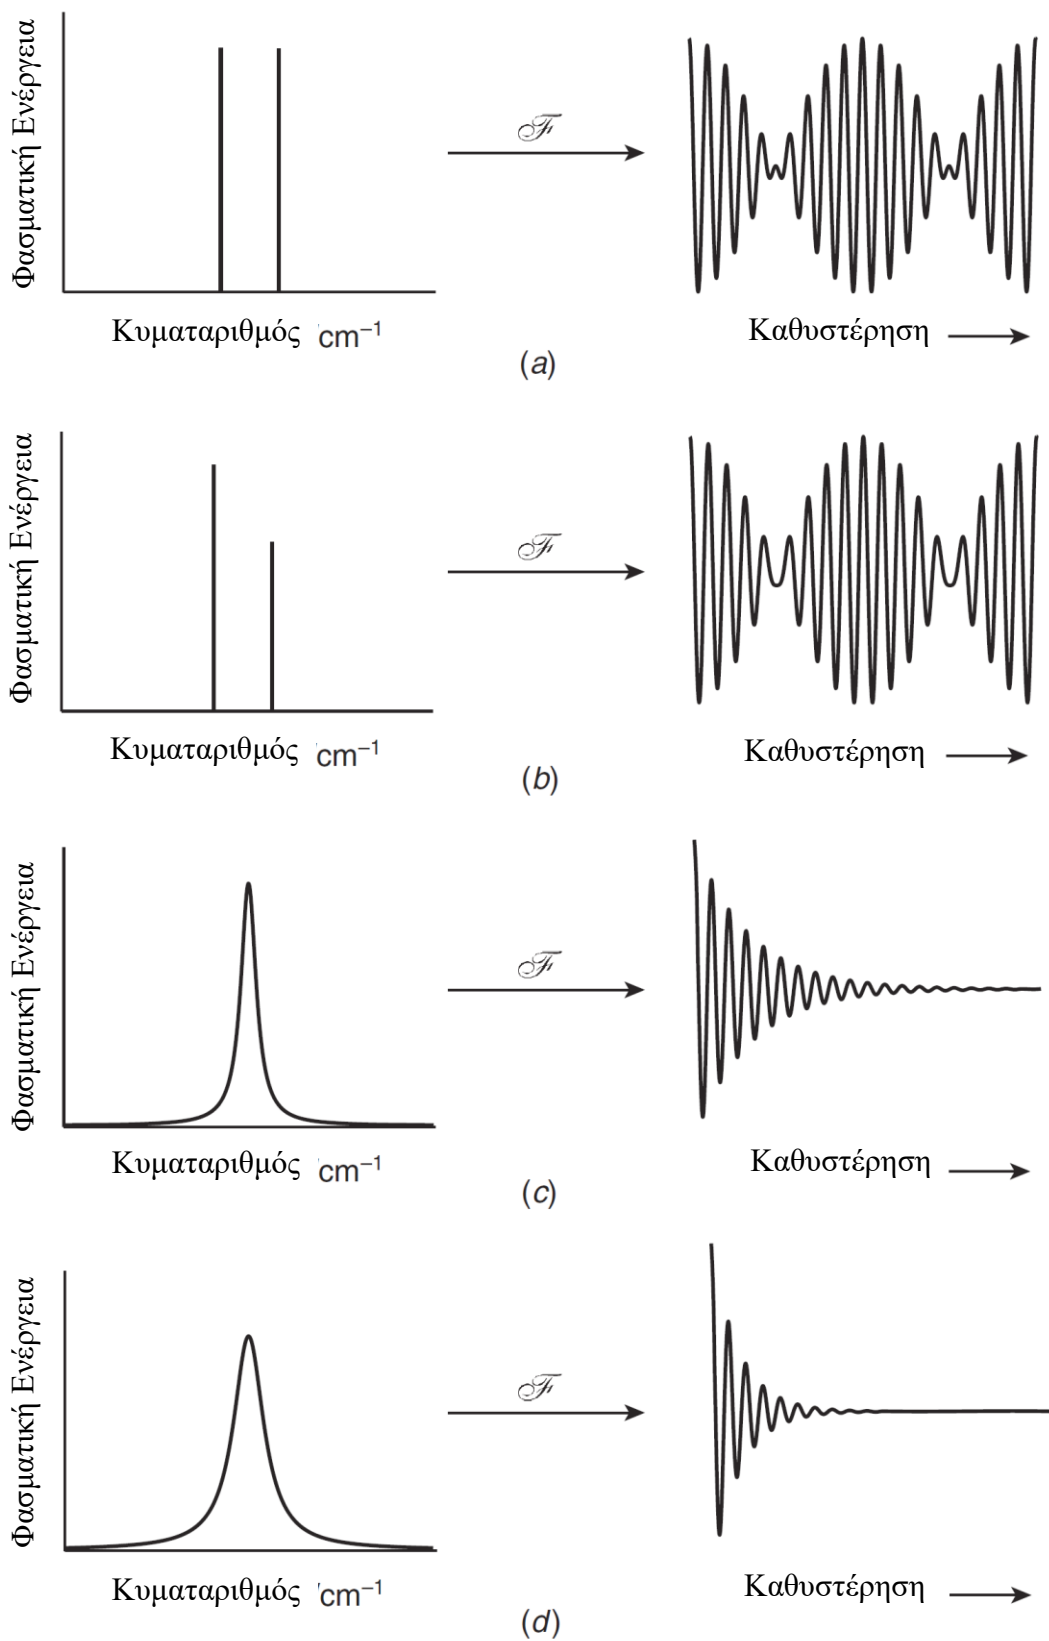 Φασματική Ενέργεια
ℱ
Κυματαριθμός cm⁻¹
Καθυστέρηση
(a)
Φασματική Ενέργεια
ℱ
Κυματαριθμός cm⁻¹
Καθυστέρηση
(b)
Φασματική Ενέργεια
ℱ
Κυματαριθμός cm⁻¹
Καθυστέρηση
(c)
Φασματική Ενέργεια
ℱ
Κυματαριθμός cm⁻¹
Καθυστέρηση
(d)